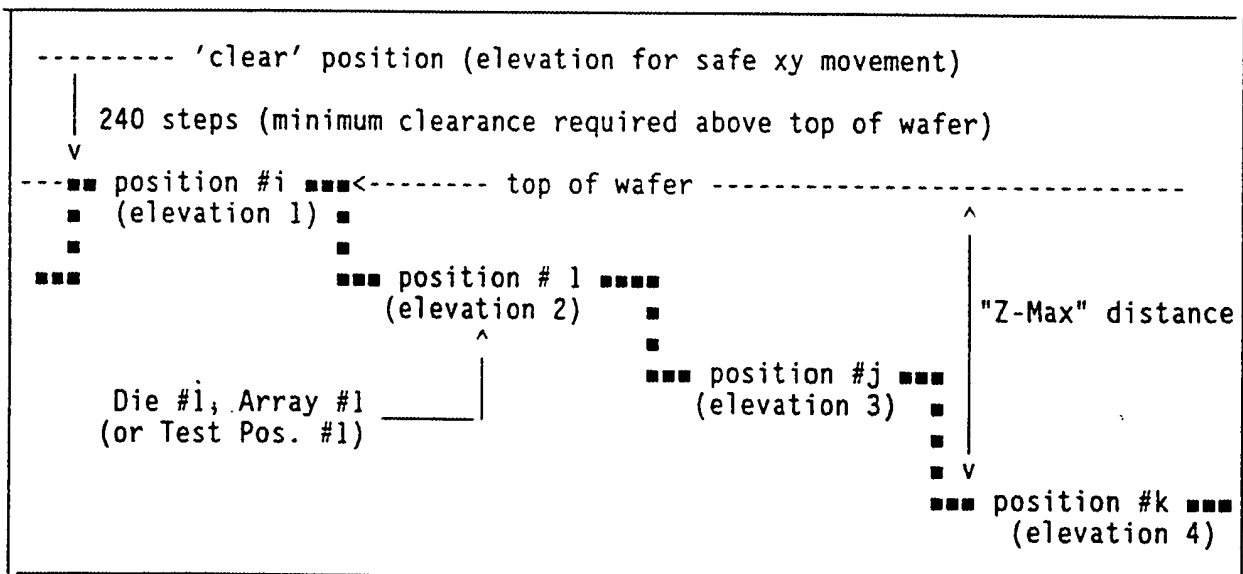 --------- 'clear' position (elevation for safe xy movement)
240 steps (minimum clearance required above top of wafer)
v
---■■ position #i ■■■<-------- top of wafer -------------------------------
■ (elevation 1) ■ ^
■ ■
■■■ ■■■ position # 1 ■■■■
(elevation 2) ■ "Z-Max" distance
^ ■
■■■ position #j ■■■
Die #1, Array #1 (elevation 3) ■
(or Test Pos. #1) ■
■ v
■■■ position #k ■■■
(elevation 4)